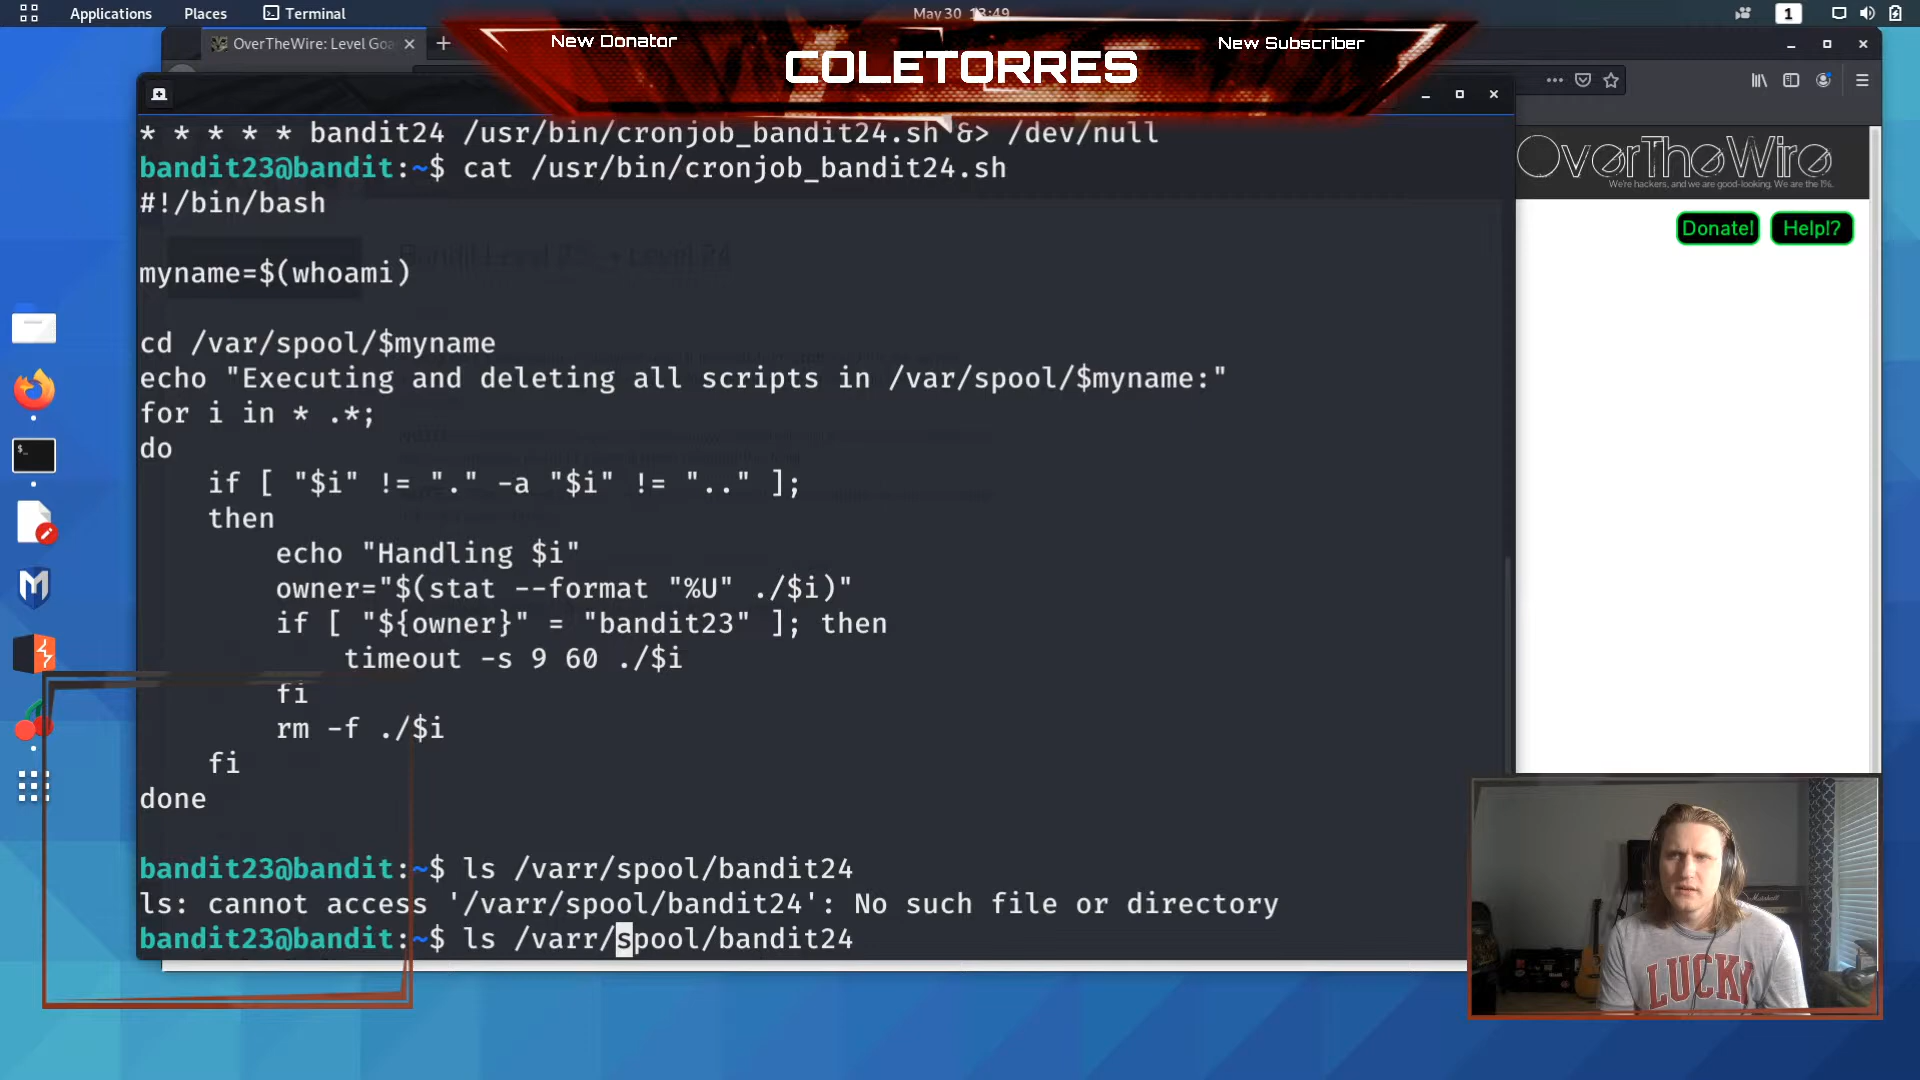 Applications Places Terminal May 30 13:49 1
OverTheWire: Level Goa
New Donator COLETORRES New Subscriber
* * * * * bandit24 /usr/bin/cronjob_bandit24.sh &> /dev/null
bandit23@bandit:~$ cat /usr/bin/cronjob_bandit24.sh
#!/bin/bash
myname=$(whoami)
cd /var/spool/$myname
echo "Executing and deleting all scripts in /var/spool/$myname:"
for i in * .*;
do
if [ "$i" != "." -a "$i" != ".." ];
then
echo "Handling $i"
owner="$(stat --format "%U" ./$i)"
if [ "${owner}" = "bandit23" ]; then
timeout -s 9 60 ./$i
fi
rm -f ./$i
fi
done
bandit23@bandit:~$ ls /varr/spool/bandit24
ls: cannot access '/varr/spool/bandit24': No such file or directory
bandit23@bandit:~$ ls /varr/spool/bandit24
OverTheWire
We're hackers, and we are good-looking. We are the 1%.
Donate! Help!?
LUCKY